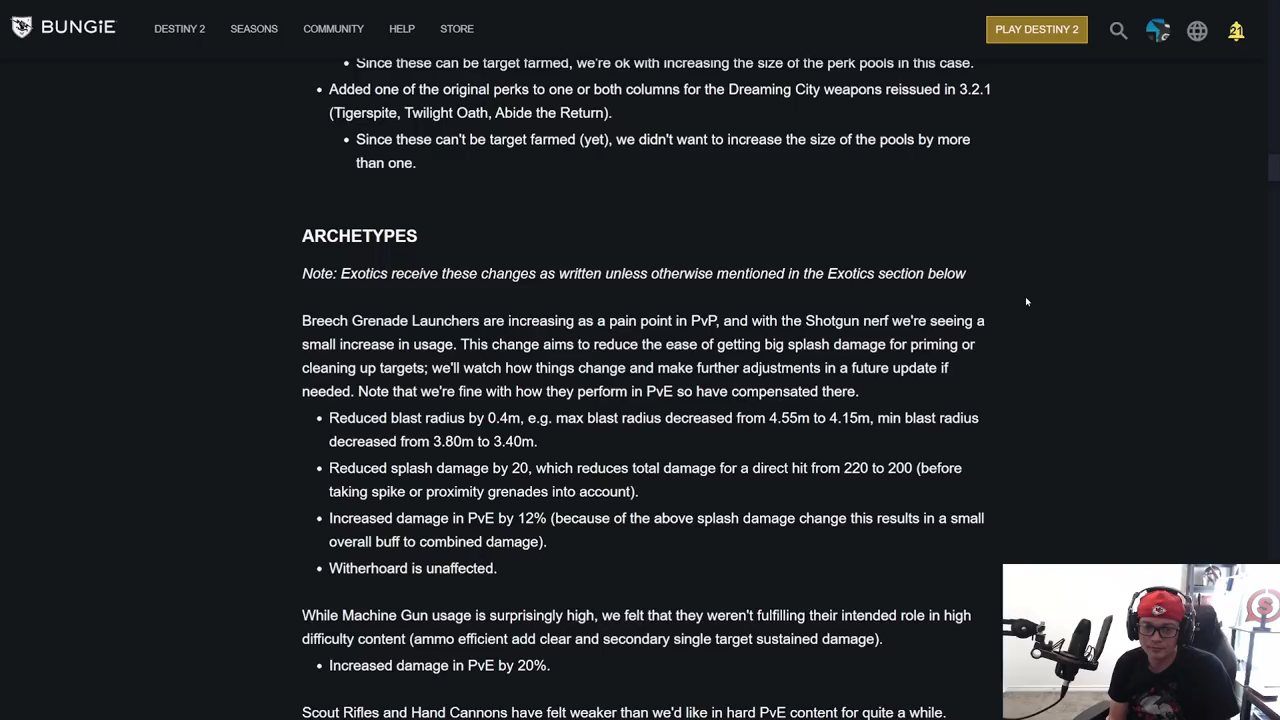 BUNGiE DESTINY 2 SEASONS COMMUNITY HELP STORE PLAY DESTINY 2 21
• Since these can be target farmed, we're ok with increasing the size of the perk pools in this case.
• Added one of the original perks to one or both columns for the Dreaming City weapons reissued in 3.2.1
(Tigerspite, Twilight Oath, Abide the Return).
• Since these can't be target farmed (yet), we didn't want to increase the size of the pools by more
than one.
ARCHETYPES
Note: Exotics receive these changes as written unless otherwise mentioned in the Exotics section below
Breech Grenade Launchers are increasing as a pain point in PvP, and with the Shotgun nerf we're seeing a
small increase in usage. This change aims to reduce the ease of getting big splash damage for priming or
cleaning up targets; we'll watch how things change and make further adjustments in a future update if
needed. Note that we're fine with how they perform in PvE so have compensated there.
• Reduced blast radius by 0.4m, e.g. max blast radius decreased from 4.55m to 4.15m, min blast radius
decreased from 3.80m to 3.40m.
• Reduced splash damage by 20, which reduces total damage for a direct hit from 220 to 200 (before
taking spike or proximity grenades into account).
• Increased damage in PvE by 12% (because of the above splash damage change this results in a small
overall buff to combined damage).
• Witherhoard is unaffected.
While Machine Gun usage is surprisingly high, we felt that they weren't fulfilling their intended role in high
difficulty content (ammo efficient add clear and secondary single target sustained damage).
• Increased damage in PvE by 20%.
Scout Rifles and Hand Cannons have felt weaker than we'd like in hard PvE content for quite a while.